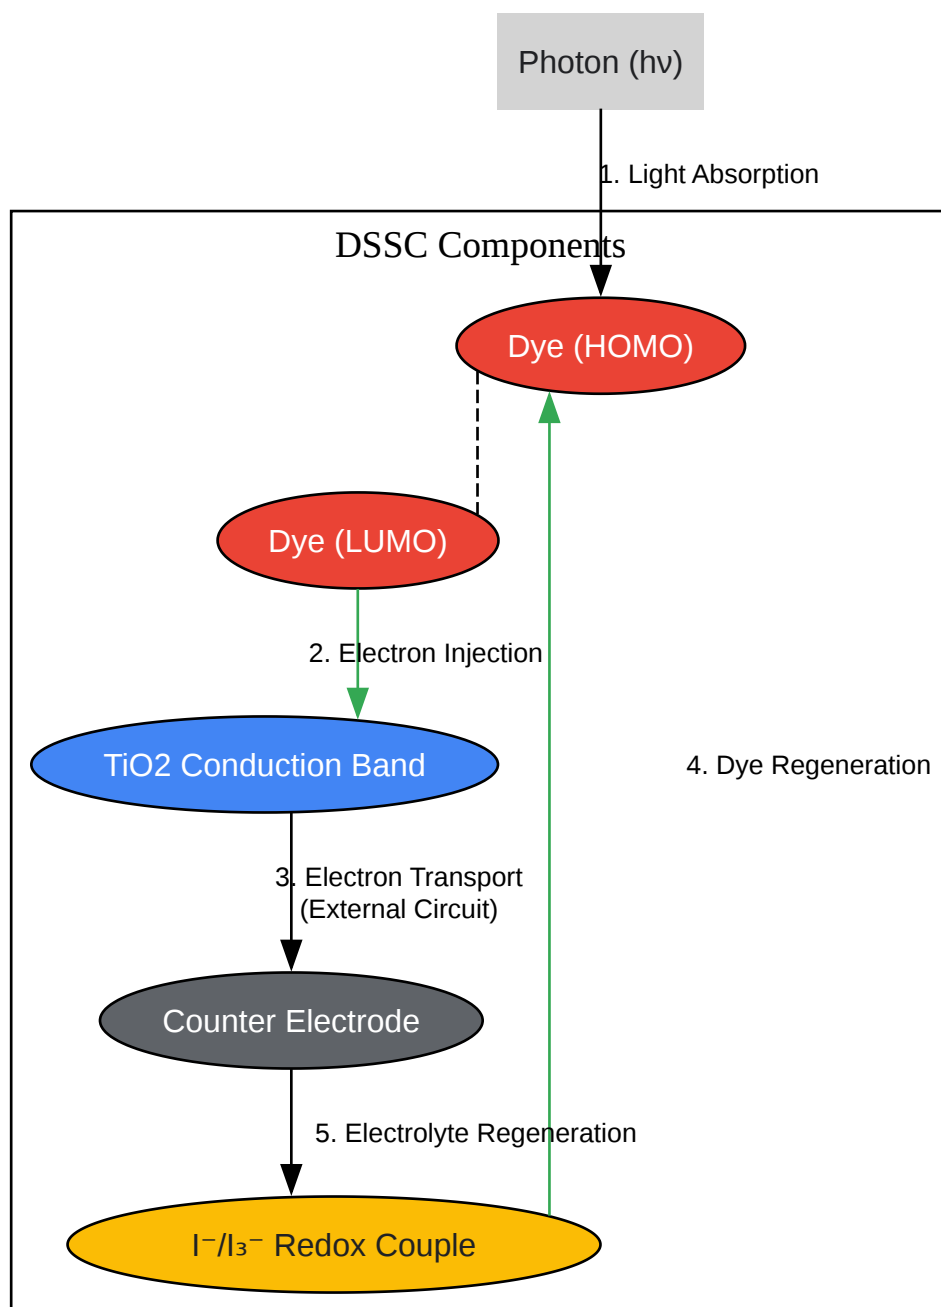 Photon (hν)
1. Light Absorption
DSSC Components
Dye (HOMO)
Dye (LUMO)
2. Electron Injection
TiO2 Conduction Band
4. Dye Regeneration
3. Electron Transport
(External Circuit)
Counter Electrode
5. Electrolyte Regeneration
I⁻/I₃⁻ Redox Couple